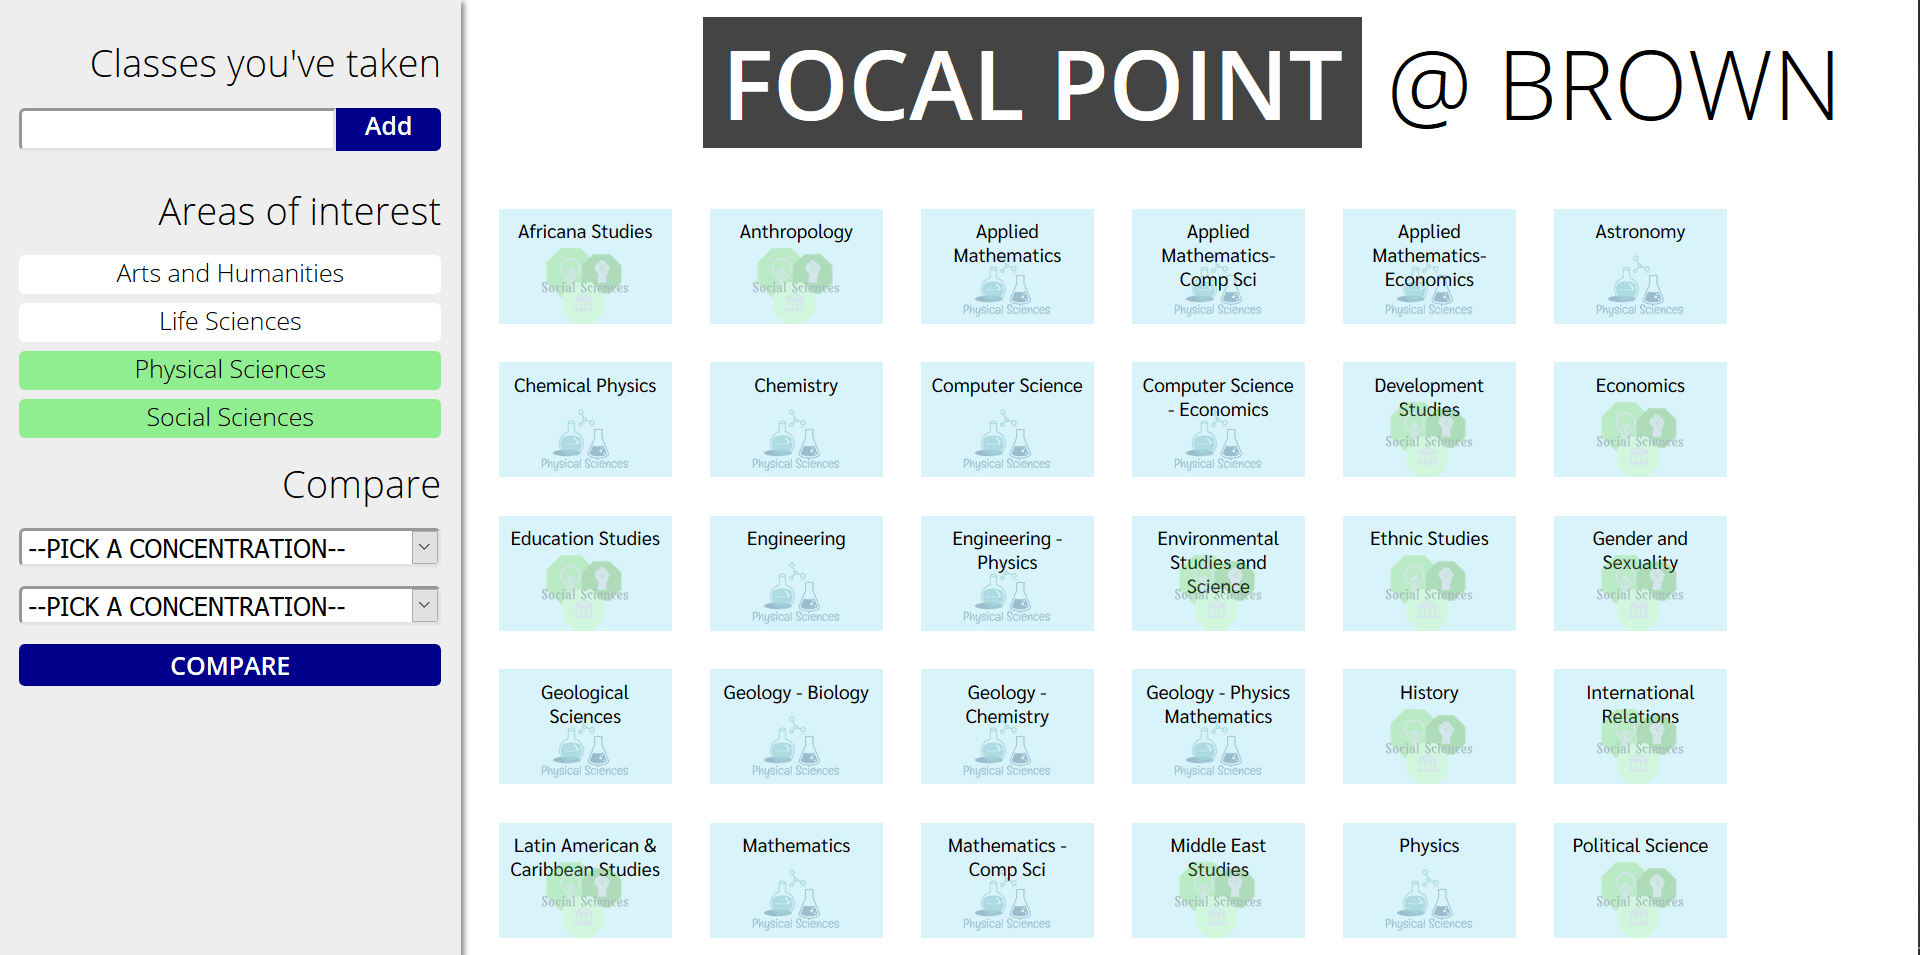 Classes you've taken
Add
Areas of interest
Arts and Humanities
Life Sciences
Physical Sciences
Social Sciences
Compare
--PICK A CONCENTRATION--
--PICK A CONCENTRATION--
COMPARE
FOCAL POINT @ BROWN
Africana Studies
Social Sciences
Anthropology
Social Sciences
Applied
Mathematics
Physical Sciences
Applied
Mathematics-
Comp Sci
Physical Sciences
Applied
Mathematics-
Economics
Physical Sciences
Astronomy
Physical Sciences
Chemical Physics
Physical Sciences
Chemistry
Physical Sciences
Computer Science
Physical Sciences
Computer Science
- Economics
Physical Sciences
Development
Studies
Social Sciences
Economics
Social Sciences
Education Studies
Social Sciences
Engineering
Physical Sciences
Engineering -
Physics
Physical Sciences
Environmental
Studies and
Science
Social Sciences
Ethnic Studies
Social Sciences
Gender and
Sexuality
Social Sciences
Geological
Sciences
Physical Sciences
Geology - Biology
Physical Sciences
Geology -
Chemistry
Physical Sciences
Geology - Physics
Mathematics
Physical Sciences
History
Social Sciences
International
Relations
Social Sciences
Latin American &
Caribbean Studies
Social Sciences
Mathematics
Physical Sciences
Mathematics -
Comp Sci
Physical Sciences
Middle East
Studies
Social Sciences
Physics
Physical Sciences
Political Science
Social Sciences